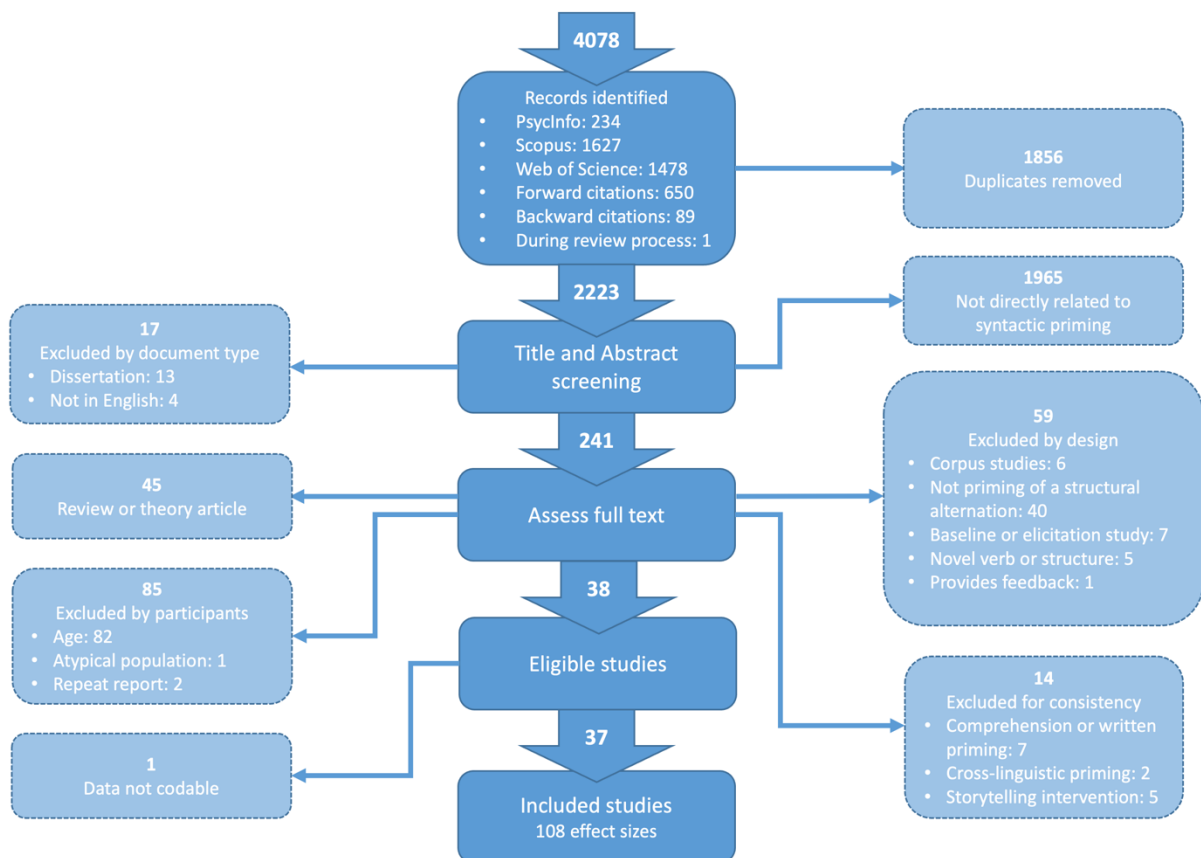 4078
Records identified
• PsycInfo: 234
• Scopus: 1627
• Web of Science: 1478
• Forward citations: 650
• Backward citations: 89
• During review process: 1
1856
Duplicates removed
2223
1965
Not directly related to
syntactic priming
Title and Abstract
screening
17
Excluded by document type
• Dissertation: 13
• Not in English: 4
241
59
Excluded by design
• Corpus studies: 6
• Not priming of a structural
alternation: 40
• Baseline or elicitation study: 7
• Novel verb or structure: 5
• Provides feedback: 1
45
Review or theory article
Assess full text
85
Excluded by participants
• Age: 82
• Atypical population: 1
• Repeat report: 2
38
Eligible studies
14
Excluded for consistency
• Comprehension or written
priming: 7
• Cross-linguistic priming: 2
• Storytelling intervention: 5
37
1
Data not codable
Included studies
108 effect sizes